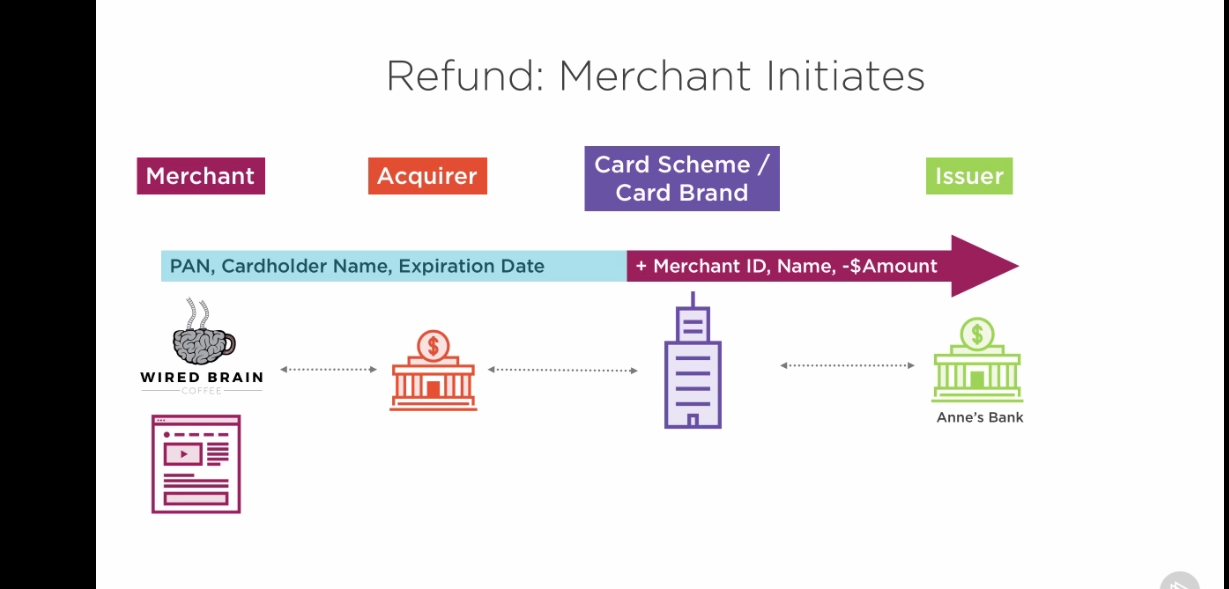 Refund: Merchant Initiates
Merchant
Acquirer
Card Scheme /
Card Brand
Issuer
PAN, Cardholder Name, Expiration Date
+ Merchant ID, Name, -$Amount
$
$
WIRED BRAIN
COFFEE
Anne's Bank